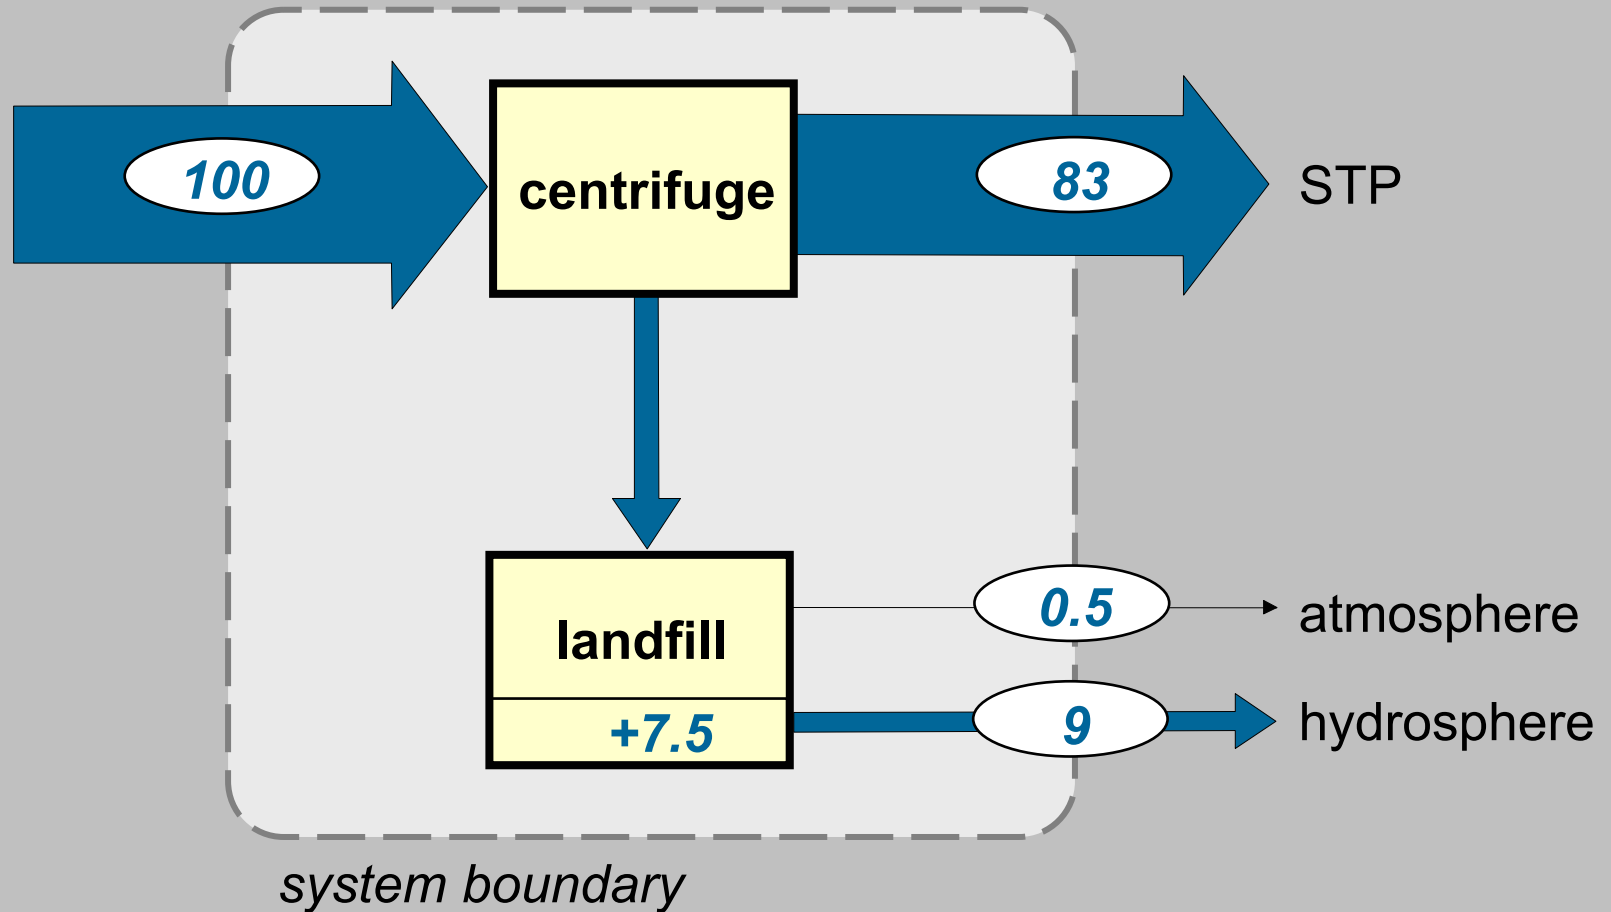 100
centrifuge
83
STP
0.5
atmosphere
landfill
+7.5
9
hydrosphere
system boundary